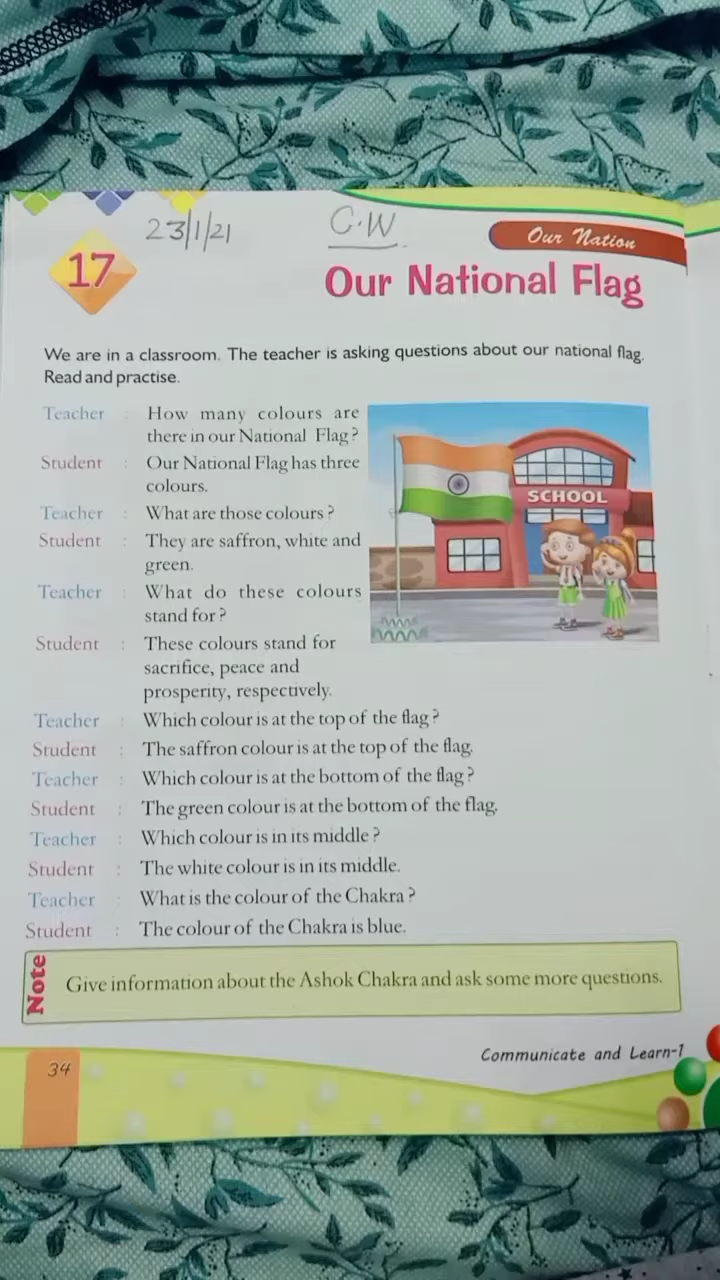 23/1/21
C.W
Our Nation
17
Our National Flag
We are in a classroom. The teacher is asking questions about our national flag.
Read and practise.
Teacher : How many colours are
there in our National Flag?
Student : Our National Flag has three
colours.
Teacher : What are those colours?
Student : They are saffron, white and
green.
Teacher : What do these colours
stand for?
Student : These colours stand for
sacrifice, peace and
prosperity, respectively.
SCHOOL
Teacher : Which colour is at the top of the flag?
Student : The saffron colour is at the top of the flag.
Teacher : Which colour is at the bottom of the flag?
Student : The green colour is at the bottom of the flag.
Teacher : Which colour is in its middle?
Student : The white colour is in its middle.
Teacher : What is the colour of the Chakra?
Student : The colour of the Chakra is blue.
Note
Give information about the Ashok Chakra and ask some more questions.
Communicate and Learn-1
34